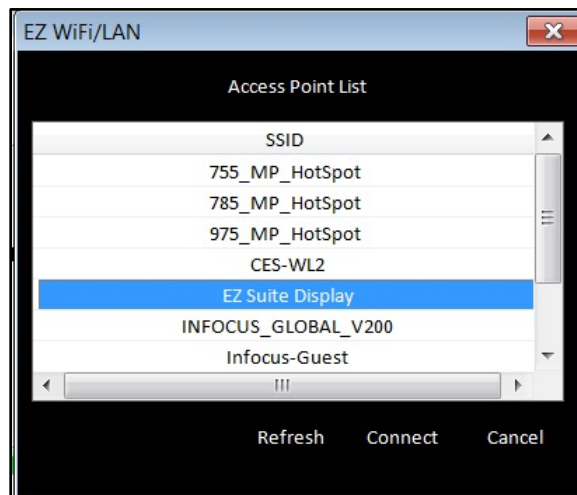 EZ WiFi/LAN
Access Point List
SSID
755_MP_HotSpot
785_MP_HotSpot
975_MP_HotSpot
CES-WL2
EZ Suite Display
INFOCUS_GLOBAL_V200
Infocus-Guest
Refresh Connect Cancel